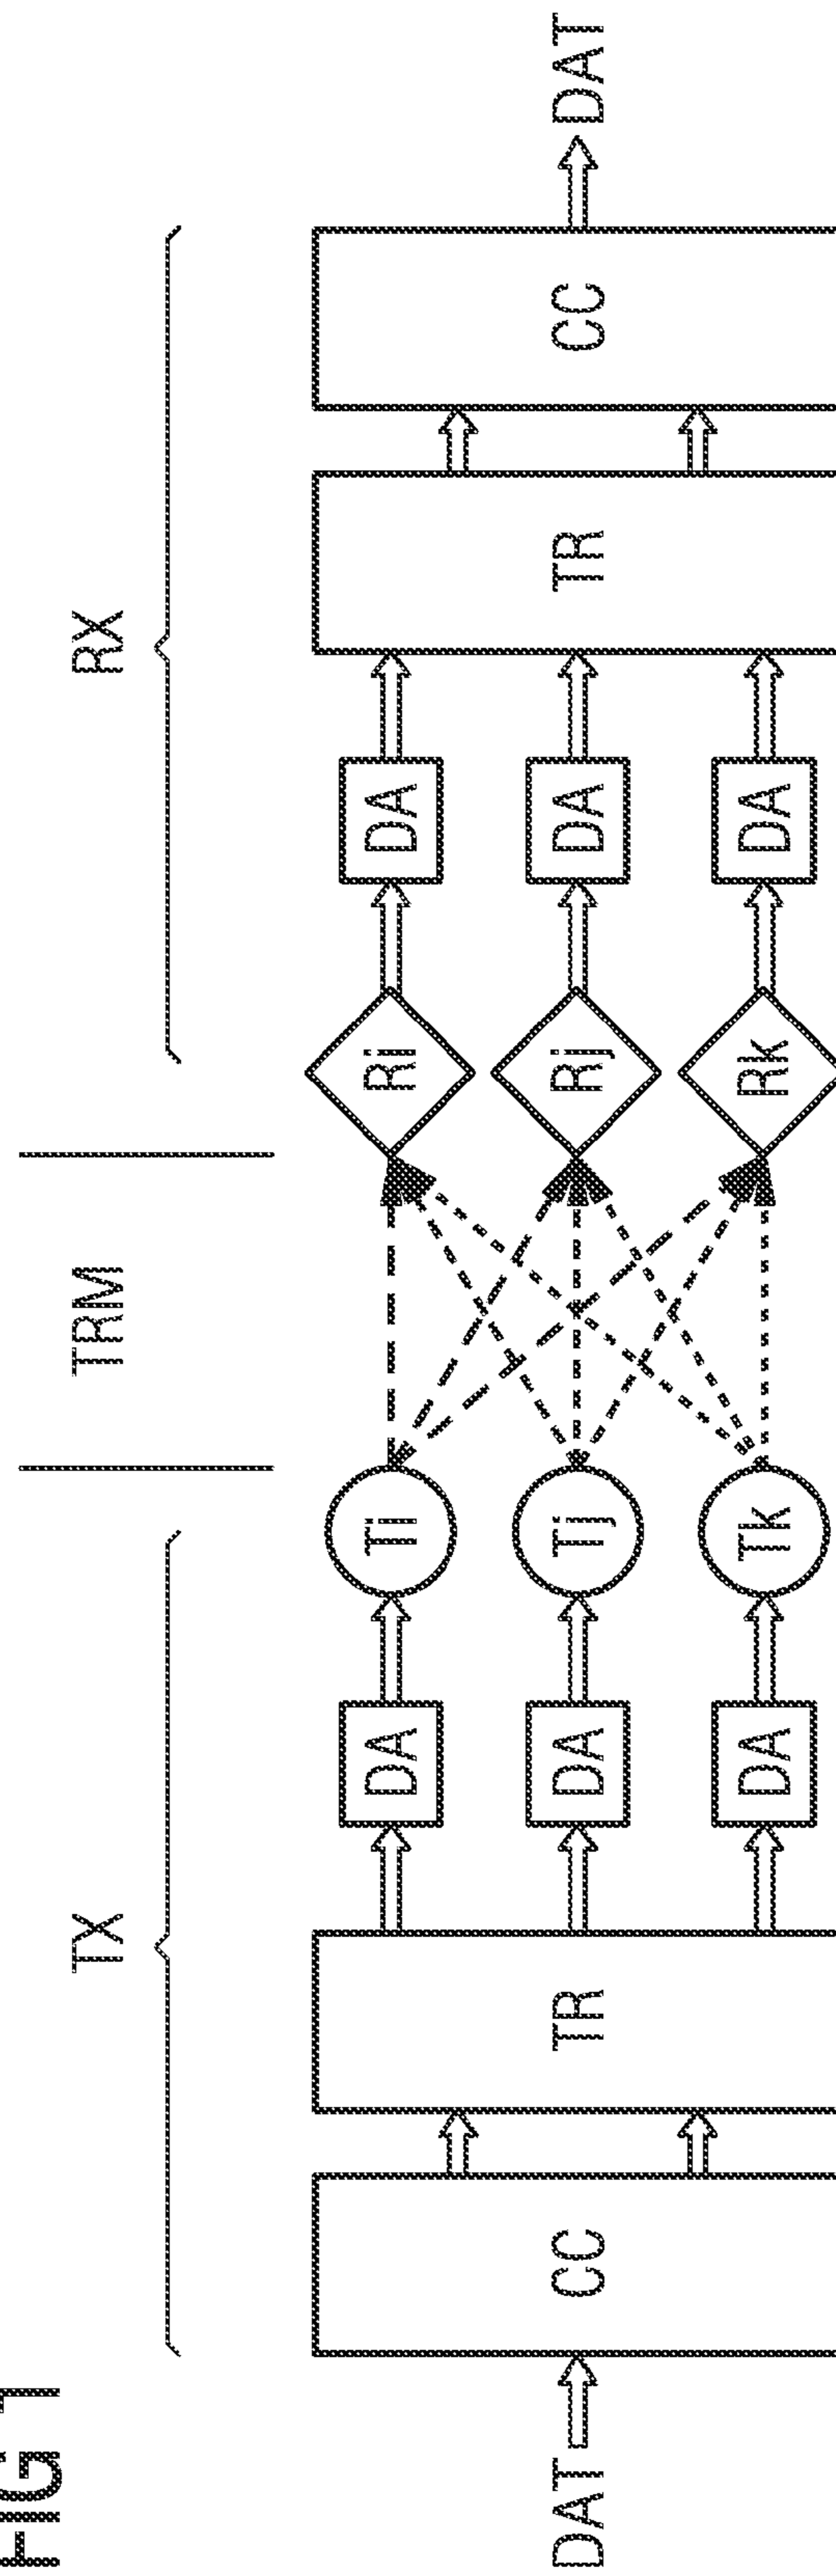 FIG 1
TX
TRM
RX
DAT
CC
TR
DA
Ti
Ri
DA
DA
Tj
Rj
DA
DA
Tk
Rk
DA
TR
CC
DAT